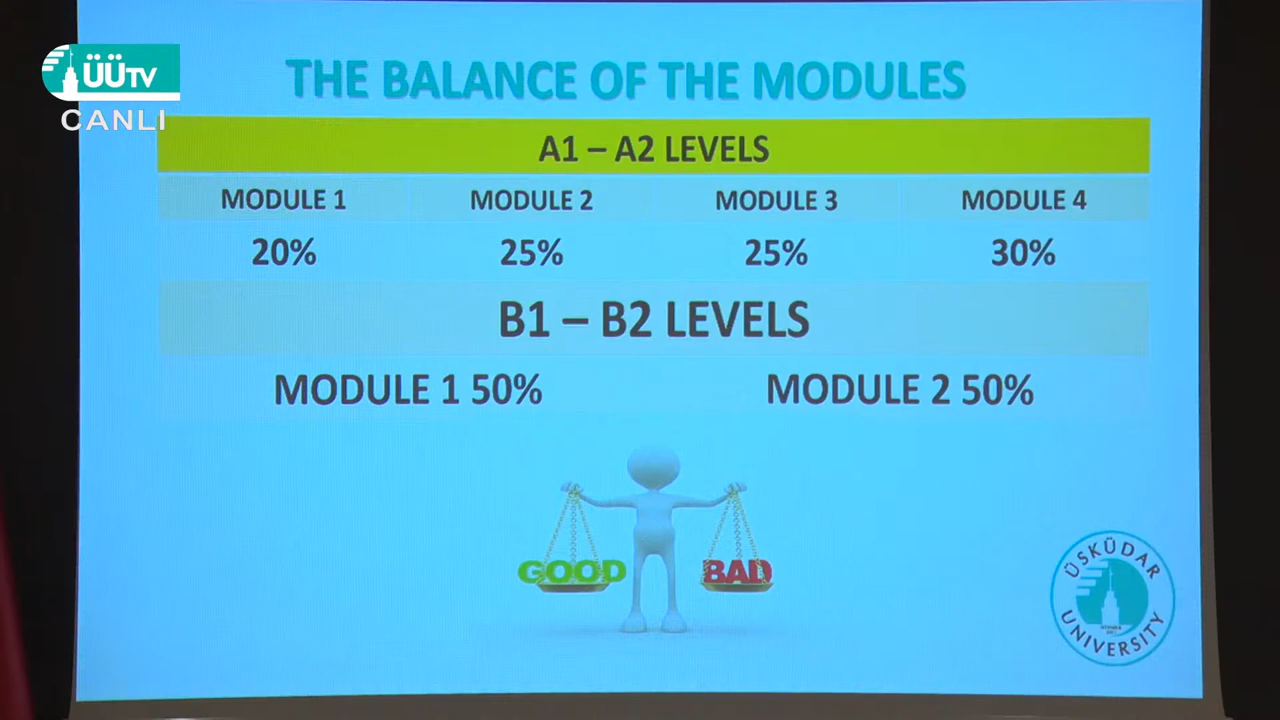 ÜÜTV
CANLI
THE BALANCE OF THE MODULES
A1 – A2 LEVELS
MODULE 1 MODULE 2 MODULE 3 MODULE 4
20% 25% 25% 30%
B1 – B2 LEVELS
MODULE 1 50% MODULE 2 50%
GOOD BAD
ÜSKÜDAR
UNIVERSITY